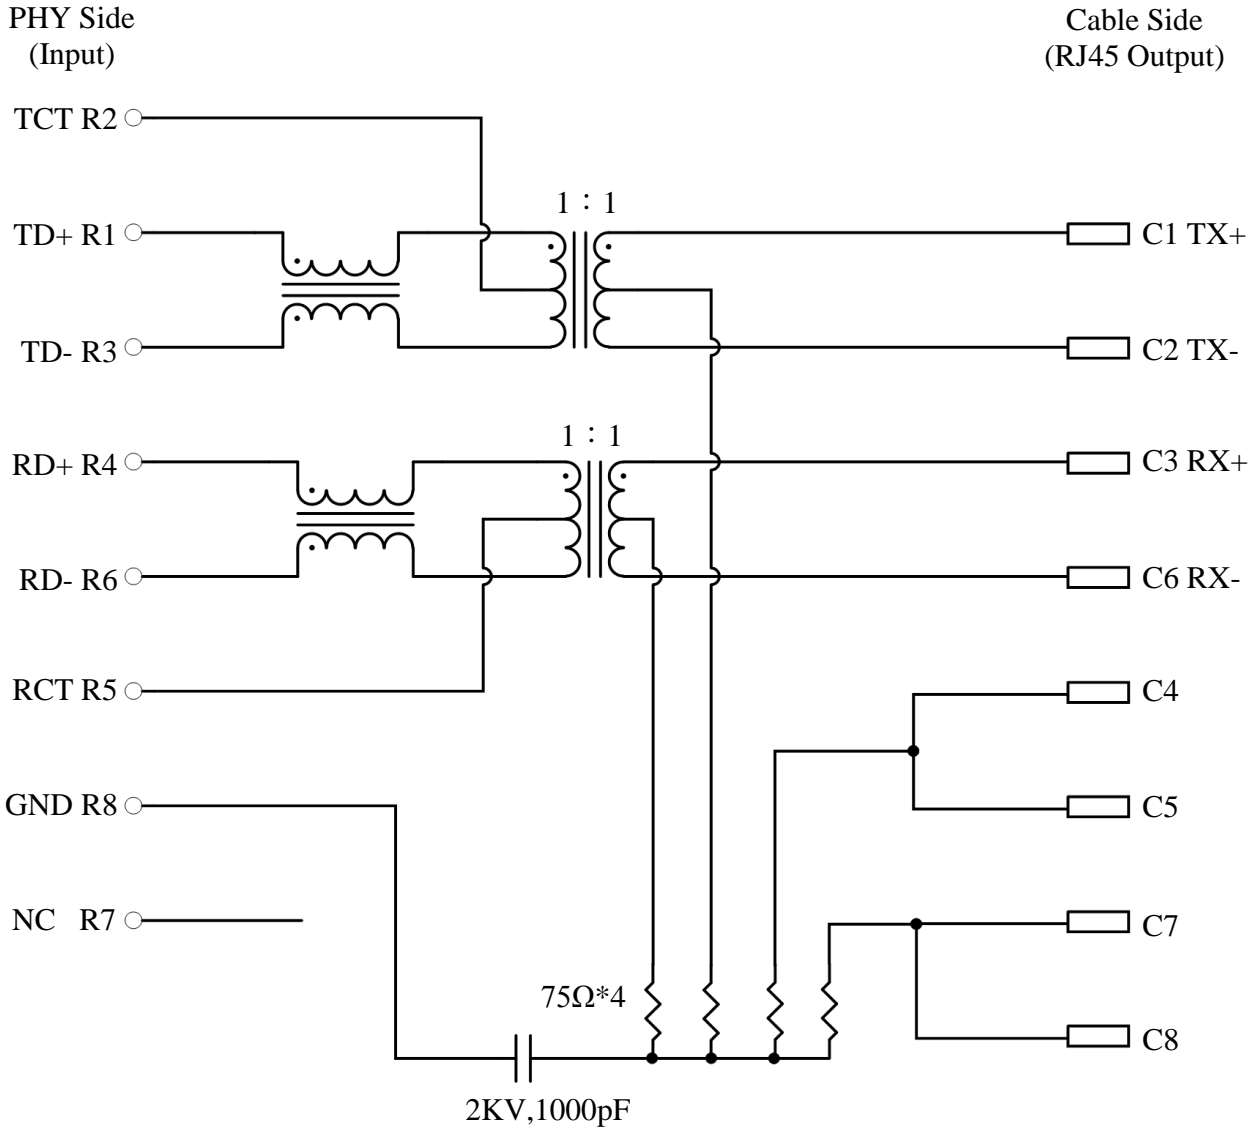 PHY Side
(Input)
Cable Side
(RJ45 Output)
TCT R2
1 : 1
TD+ R1
C1 TX+
TD- R3
C2 TX-
1 : 1
RD+ R4
C3 RX+
RD- R6
C6 RX-
RCT R5
C4
GND R8
C5
NC R7
C7
75Ω*4
C8
2KV,1000pF